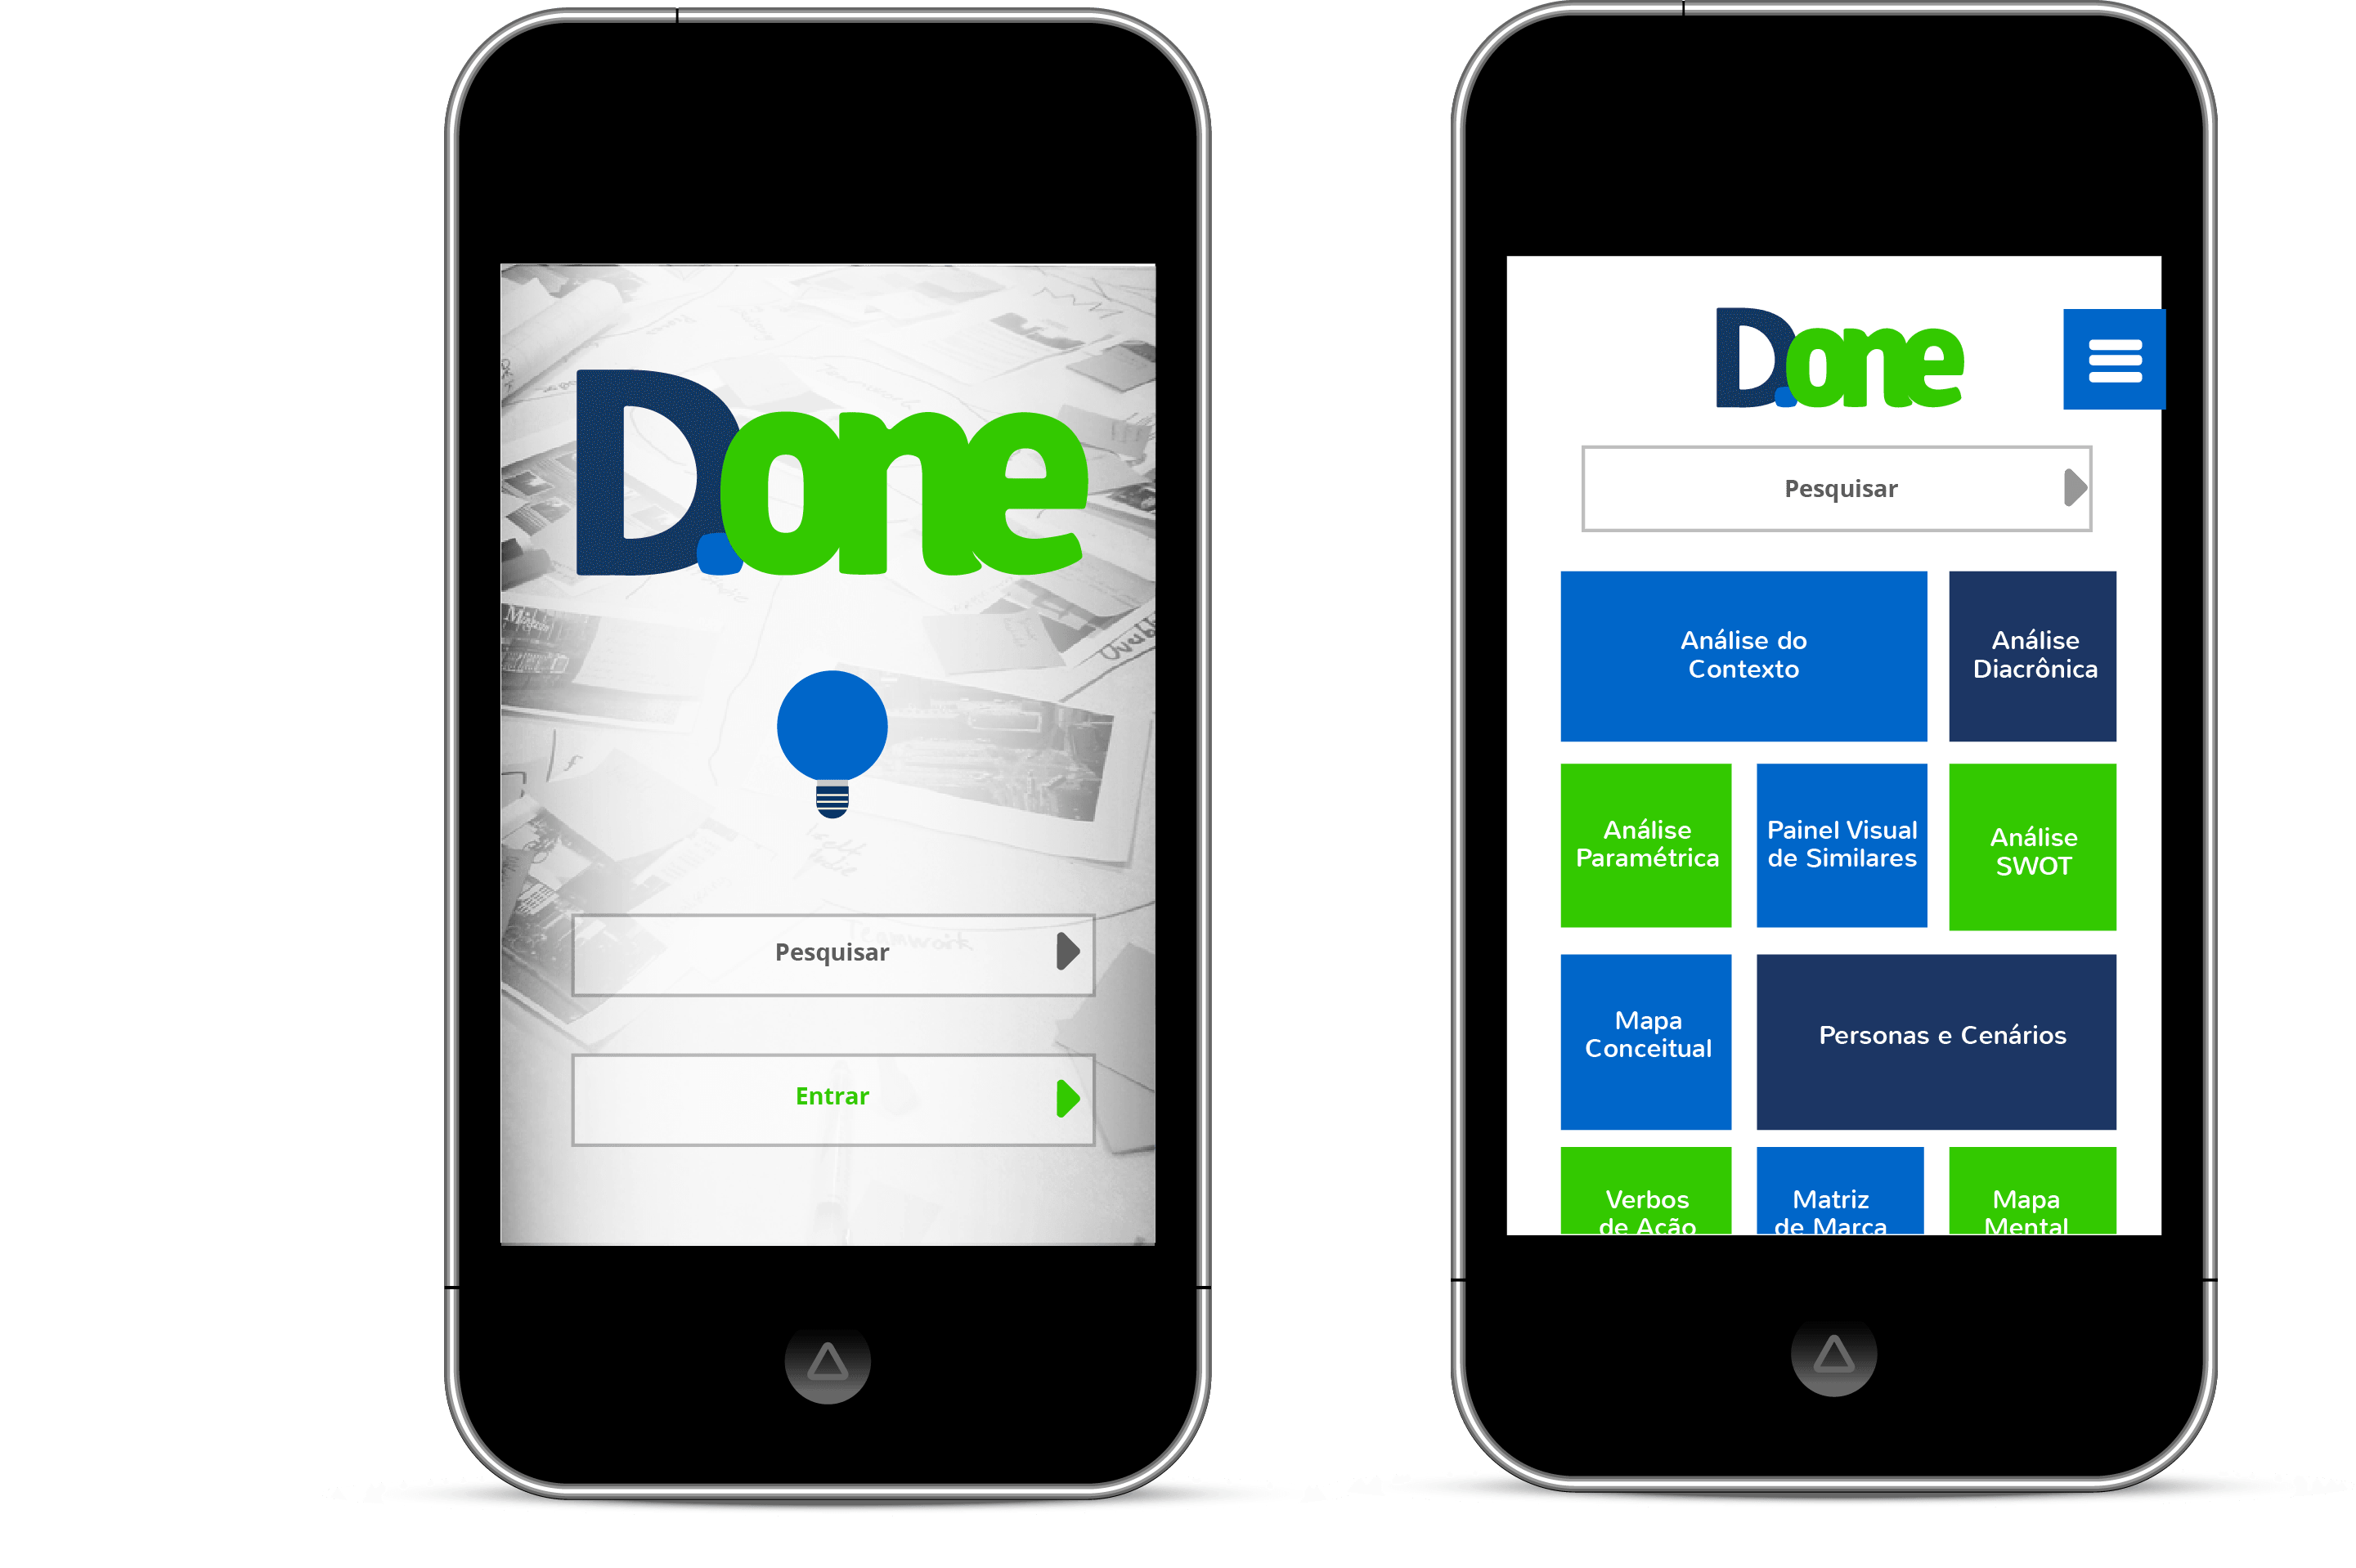 D.one
Pesquisar
Entrar
D.one
Pesquisar
Análise do
Contexto
Análise
Diacrônica
Análise
Paramétrica
Painel Visual
de Similares
Análise
SWOT
Mapa
Conceitual
Personas e Cenários
Verbos
de Ação
Matriz
de Marca
Mapa
Mental